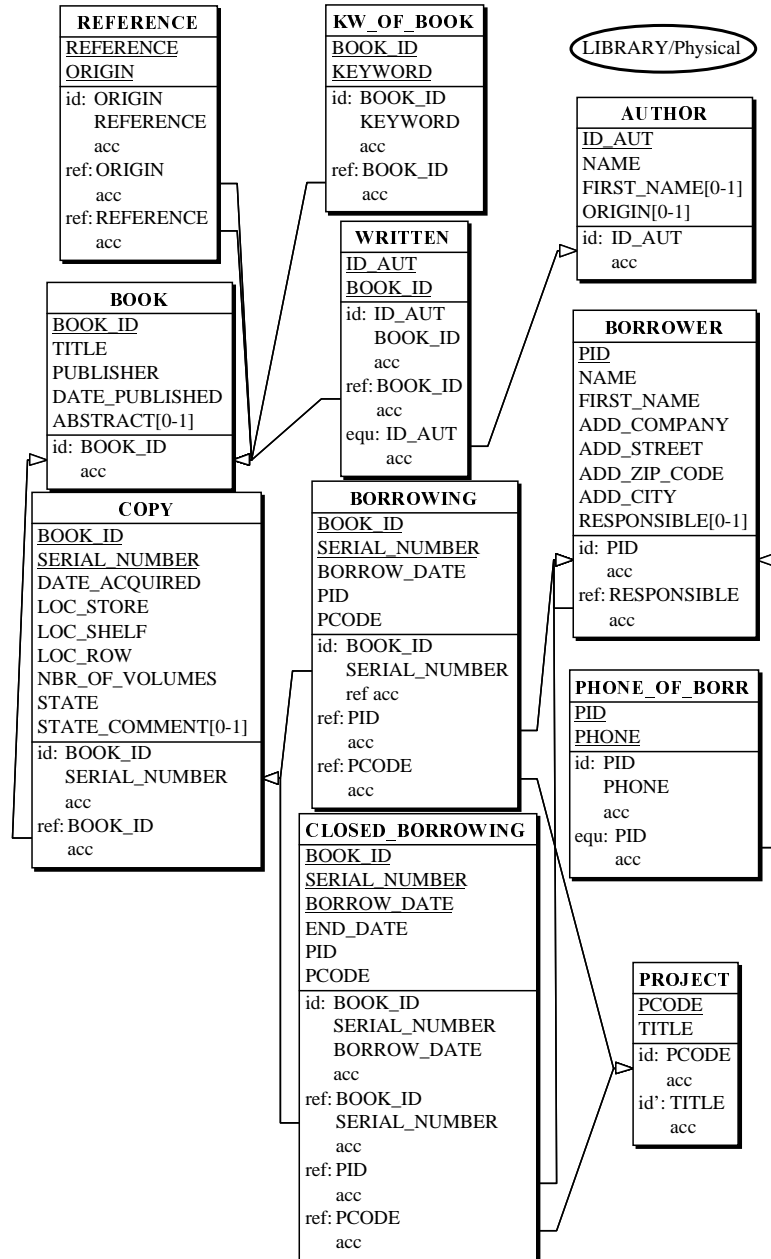 REFERENCE
REFERENCE
ORIGIN
id: ORIGIN
REFERENCE
acc
ref: ORIGIN
acc
ref: REFERENCE
acc
KW_OF_BOOK
BOOK_ID
KEYWORD
id: BOOK_ID
KEYWORD
acc
ref: BOOK_ID
acc
LIBRARY/Physical
AUTHOR
ID_AUT
NAME
FIRST_NAME[0-1]
ORIGIN[0-1]
id: ID_AUT
acc
WRITTEN
ID_AUT
BOOK_ID
id: ID_AUT
BOOK_ID
acc
ref: BOOK_ID
acc
equ: ID_AUT
acc
BOOK
BOOK_ID
TITLE
PUBLISHER
DATE_PUBLISHED
ABSTRACT[0-1]
id: BOOK_ID
acc
BORROWER
PID
NAME
FIRST_NAME
ADD_COMPANY
ADD_STREET
ADD_ZIP_CODE
ADD_CITY
RESPONSIBLE[0-1]
id: PID
acc
ref: RESPONSIBLE
acc
COPY
BOOK_ID
SERIAL_NUMBER
DATE_ACQUIRED
LOC_STORE
LOC_SHELF
LOC_ROW
NBR_OF_VOLUMES
STATE
STATE_COMMENT[0-1]
id: BOOK_ID
SERIAL_NUMBER
acc
ref: BOOK_ID
acc
BORROWING
BOOK_ID
SERIAL_NUMBER
BORROW_DATE
PID
PCODE
id: BOOK_ID
SERIAL_NUMBER
ref acc
ref: PID
acc
ref: PCODE
acc
PHONE_OF_BORR
PID
PHONE
id: PID
PHONE
acc
equ: PID
acc
CLOSED_BORROWING
BOOK_ID
SERIAL_NUMBER
BORROW_DATE
END_DATE
PID
PCODE
id: BOOK_ID
SERIAL_NUMBER
BORROW_DATE
acc
ref: BOOK_ID
SERIAL_NUMBER
acc
ref: PID
acc
ref: PCODE
acc
PROJECT
PCODE
TITLE
id: PCODE
acc
id': TITLE
acc